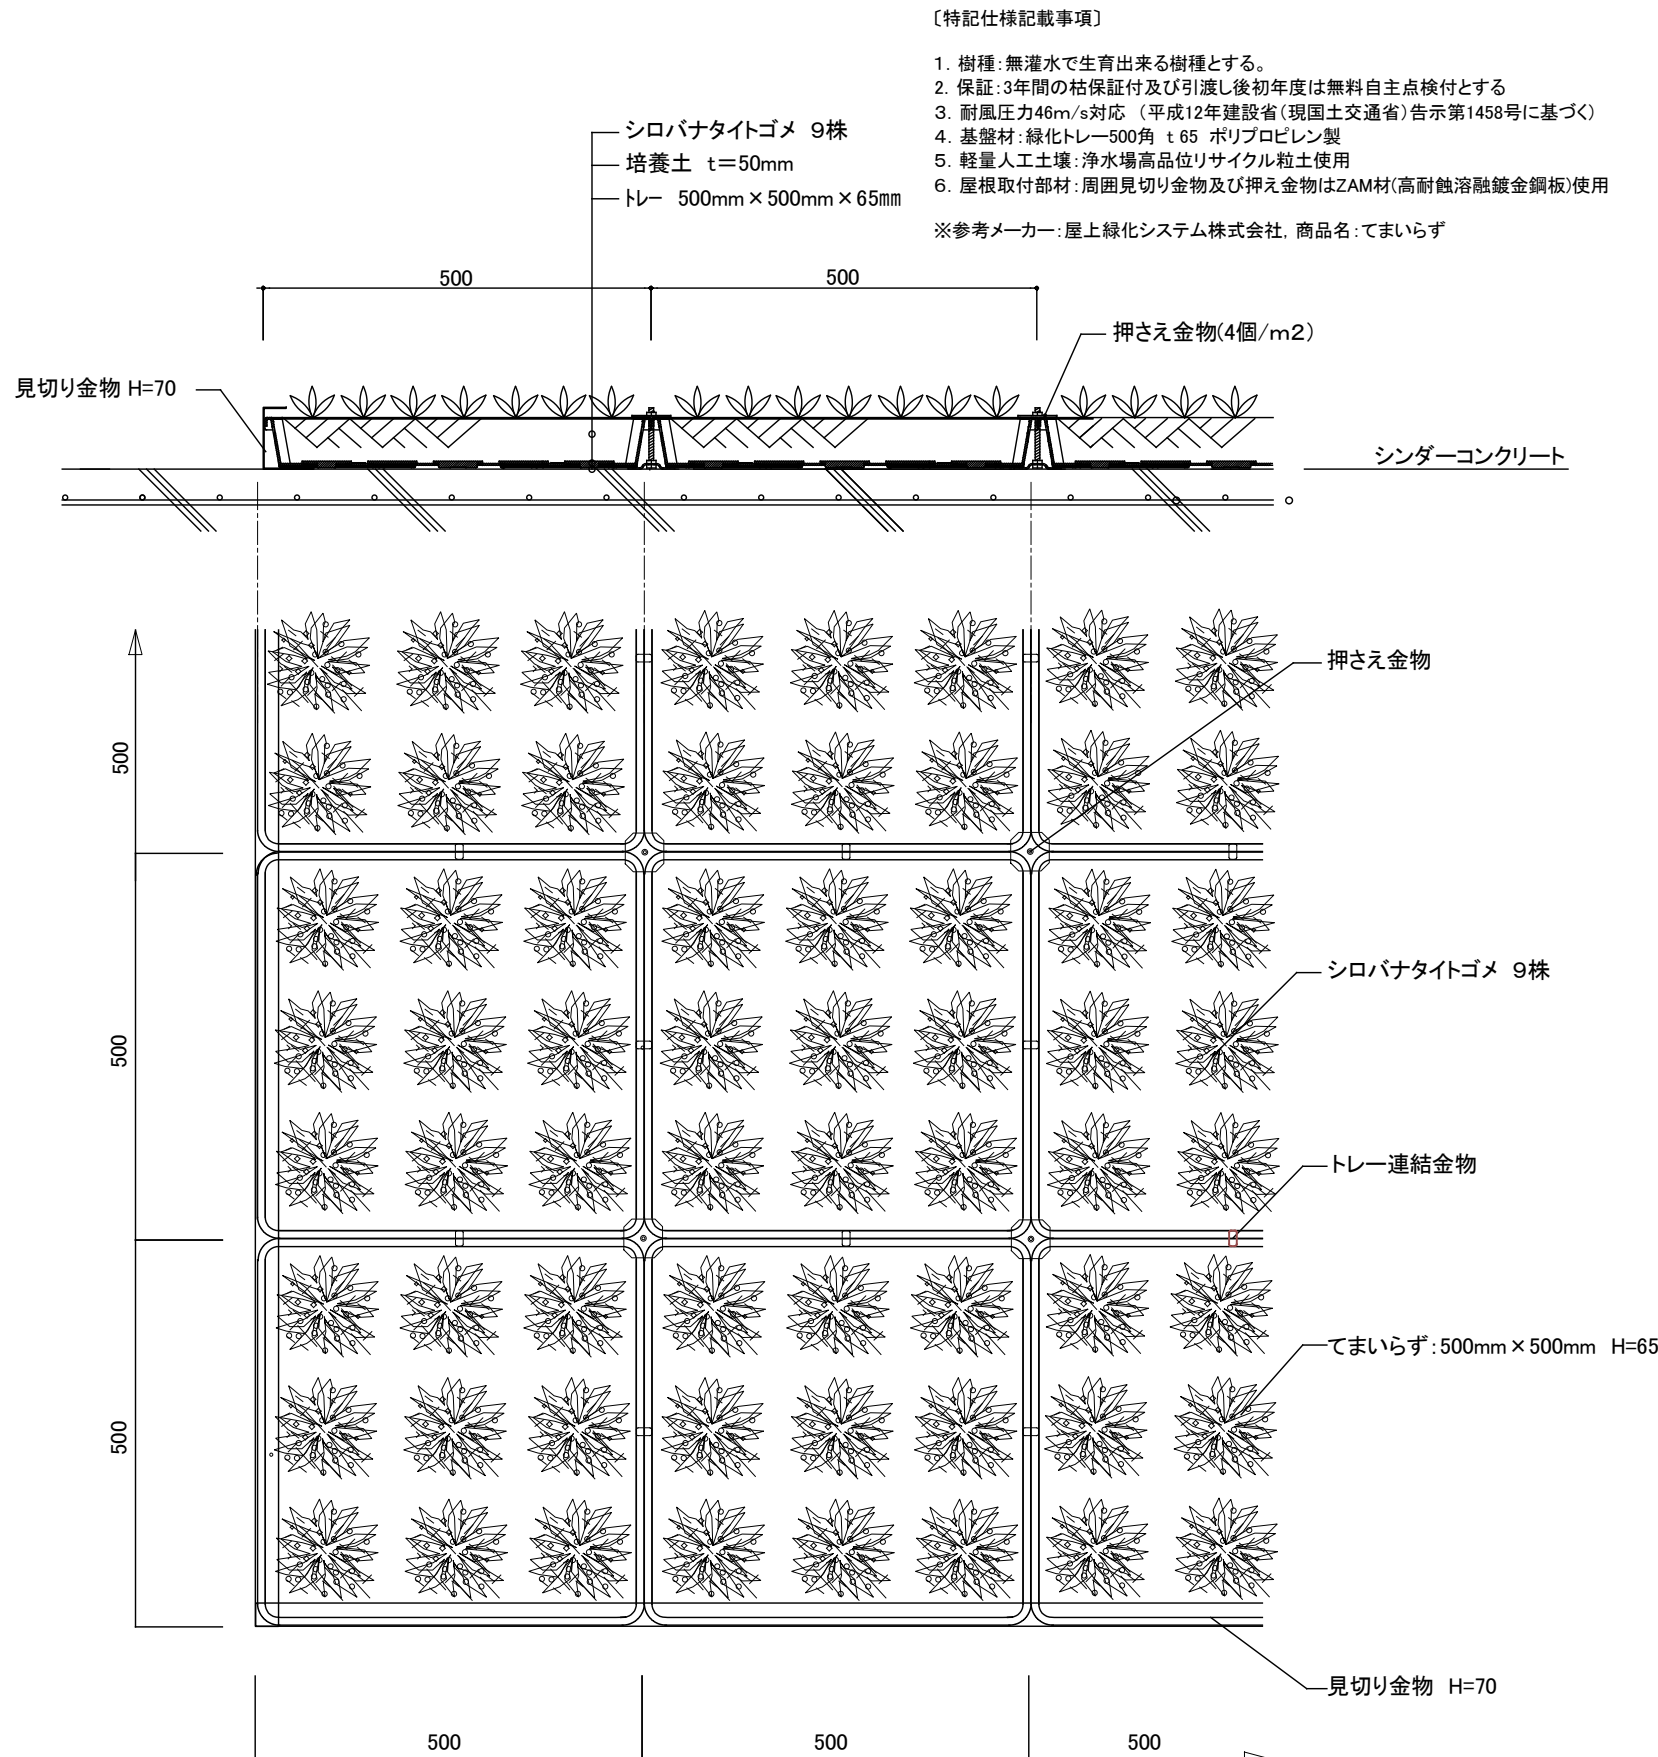 〔特記仕様記載事項〕
1. 樹種：無灌水で生育出来る樹種とする。
2. 保証：3年間の枯保証付及び引渡し後初年度は無料自主点検付とする
3. 耐風圧力46m/s対応 （平成12年建設省（現国土交通省）告示第1458号に基づく）
4. 基盤材：緑化トレー500角 t 65 ポリプロピレン製
5. 軽量人工土壌：浄水場高品位リサイクル粒土使用
6. 屋根取付部材：周囲見切り金物及び押え金物はZAM材(高耐蝕溶融鍍金鋼板)使用
※参考メーカー：屋上緑化システム株式会社, 商品名：てまいらず
シロバナタイトゴメ ９株
培養土 t＝50mm
トレー 500mm×500mm×65mm
500
500
押さえ金物(4個/m2)
見切り金物 H=70
シンダーコンクリート
押さえ金物
500
シロバナタイトゴメ ９株
500
トレー連結金物
てまいらず：500mm×500mm H=65
500
見切り金物 H=70
500
500
500